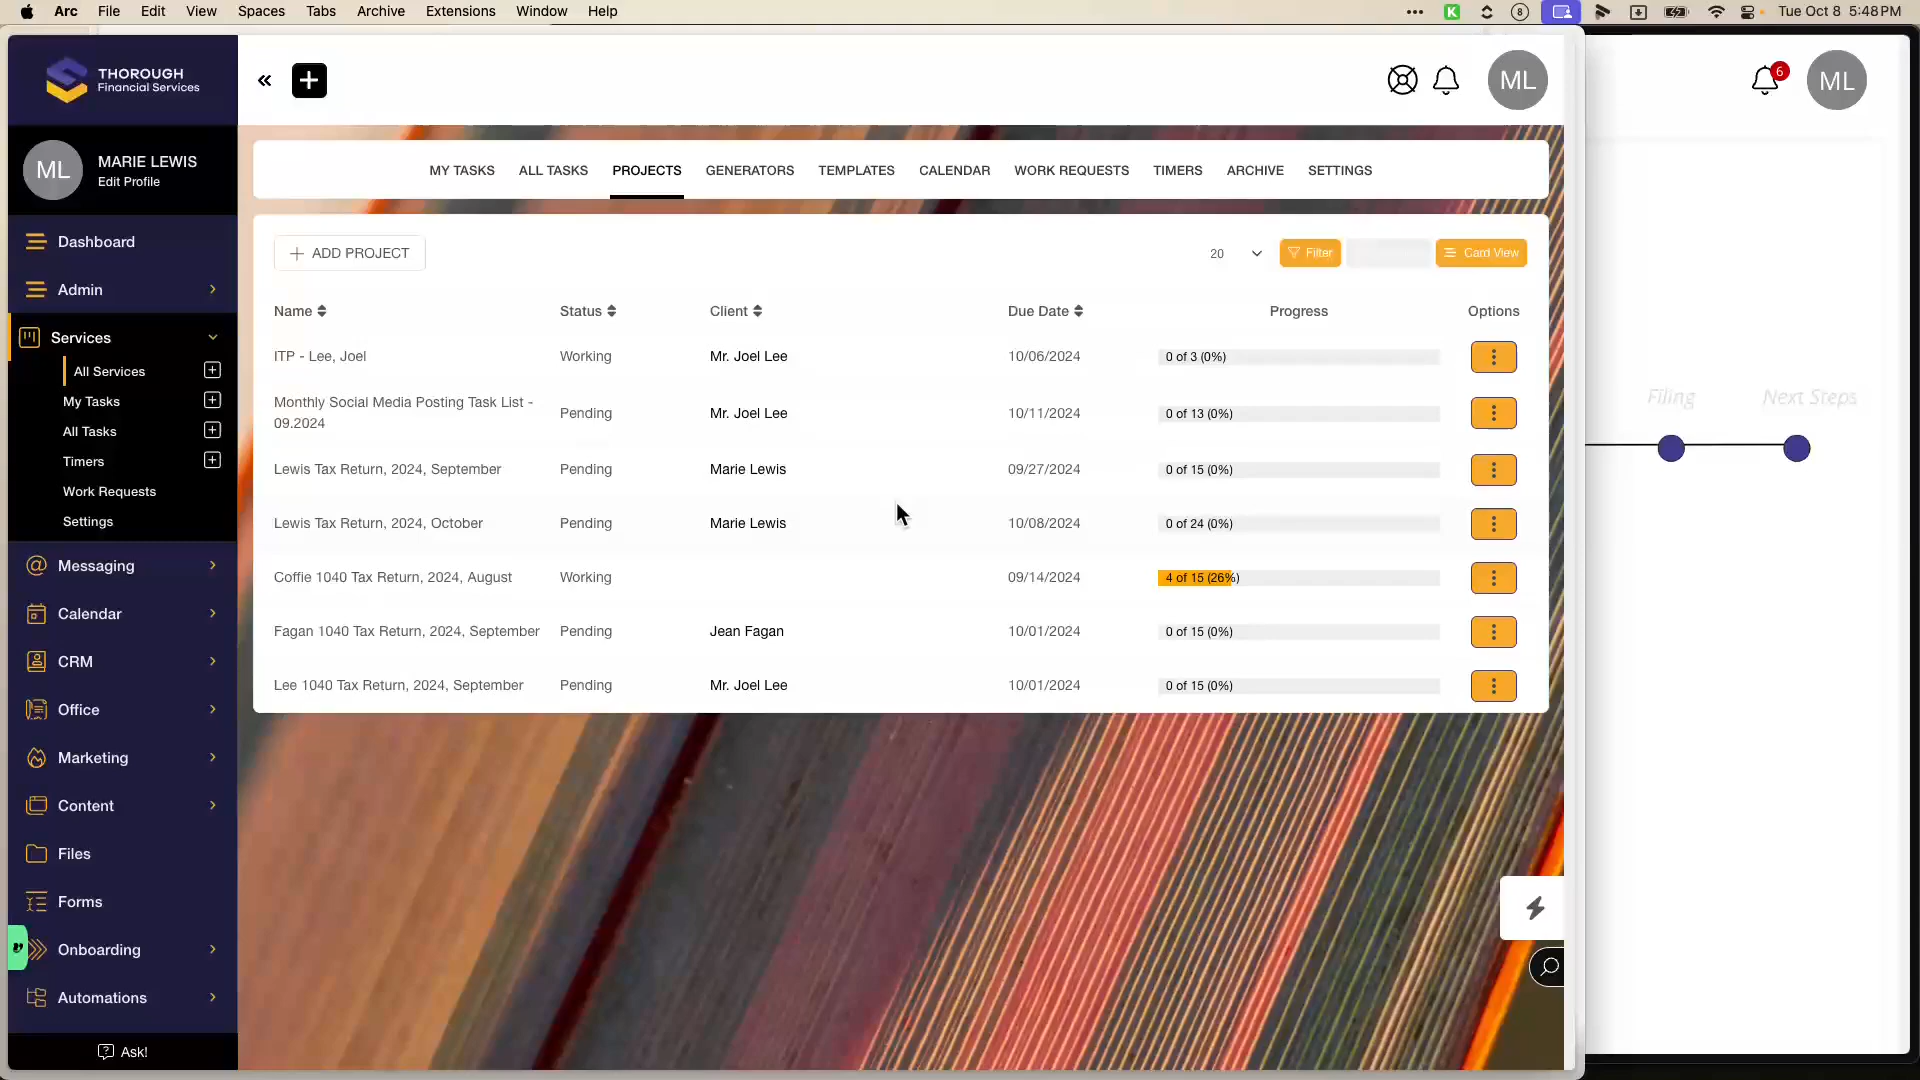 Arc File Edit View Spaces Tabs Archive Extensions Window Help
8
Tue Oct 8 5:48 PM
THOROUGH
Financial Services
ML
MARIE LEWIS
Edit Profile
Dashboard
Admin
Services
All Services
My Tasks
All Tasks
Timers
Work Requests
Settings
Messaging
Calendar
CRM
Office
Marketing
Content
Files
Forms
Onboarding
Automations
Ask!
ML
6
ML
MY TASKS ALL TASKS PROJECTS GENERATORS TEMPLATES CALENDAR WORK REQUESTS TIMERS ARCHIVE SETTINGS
ADD PROJECT
20
Filter
Card View
Name Status Client Due Date Progress Options
ITP - Lee, Joel Working Mr. Joel Lee 10/06/2024 0 of 3 (0%)
Monthly Social Media Posting Task List -
09.2024
Pending Mr. Joel Lee 10/11/2024 0 of 13 (0%)
Lewis Tax Return, 2024, September Pending Marie Lewis 09/27/2024 0 of 15 (0%)
Lewis Tax Return, 2024, October Pending Marie Lewis 10/08/2024 0 of 24 (0%)
Coffie 1040 Tax Return, 2024, August Working 09/14/2024 4 of 15 (26%)
Fagan 1040 Tax Return, 2024, September Pending Jean Fagan 10/01/2024 0 of 15 (0%)
Lee 1040 Tax Return, 2024, September Pending Mr. Joel Lee 10/01/2024 0 of 15 (0%)
Filing Next Steps